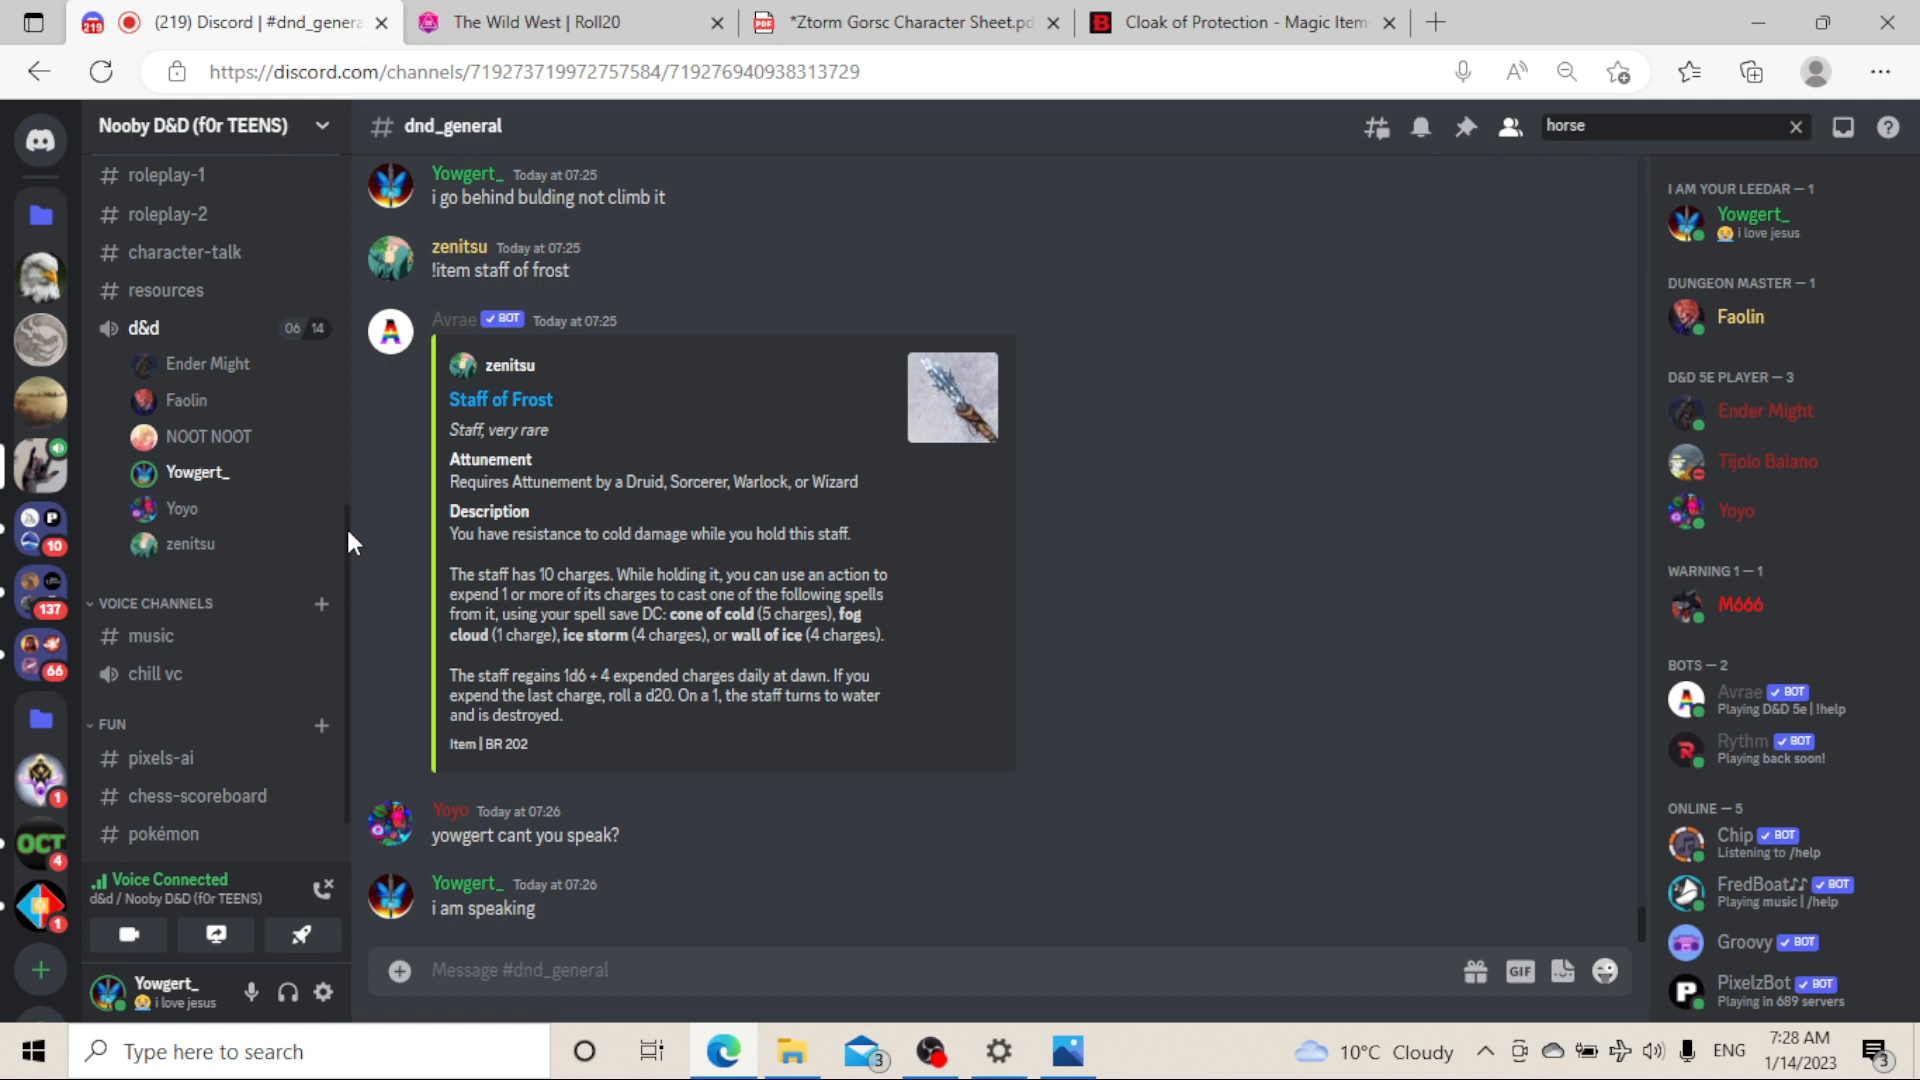 (219) Discord | #dnd_genera
The Wild West | Roll20
*Ztorm Gorsc Character Sheet.pd
Cloak of Protection - Magic Item
https://discord.com/channels/719273719972757584/719276940938313729
Nooby D&D (f0r TEENS)
# dnd_general
horse
# roleplay-1
# roleplay-2
# character-talk
# resources
d&d
06 14
Ender Might
Faolin
NOOT NOOT
Yowgert_
Yoyo
zenitsu
VOICE CHANNELS
# music
chill vc
FUN
# pixels-ai
# chess-scoreboard
# pokémon
Voice Connected
d&d / Nooby D&D (f0r TEENS)
Yowgert_
i love jesus
219
10
137
66
1
OCT
4
1
Yowgert_ Today at 07:25
i go behind bulding not climb it
zenitsu Today at 07:25
!item staff of frost
Avrae BOT Today at 07:25
zenitsu
Staff of Frost
Staff, very rare
Attunement
Requires Attunement by a Druid, Sorcerer, Warlock, or Wizard
Description
You have resistance to cold damage while you hold this staff.
The staff has 10 charges. While holding it, you can use an action to
expend 1 or more of its charges to cast one of the following spells
from it, using your spell save DC: cone of cold (5 charges), fog
cloud (1 charge), ice storm (4 charges), or wall of ice (4 charges).
The staff regains 1d6 + 4 expended charges daily at dawn. If you
expend the last charge, roll a d20. On a 1, the staff turns to water
and is destroyed.
Item | BR 202
Yoyo Today at 07:26
yowgert cant you speak?
Yowgert_ Today at 07:26
i am speaking
Message #dnd_general
GIF
I AM YOUR LEEDAR — 1
Yowgert_
i love jesus
DUNGEON MASTER — 1
Faolin
D&D 5E PLAYER — 3
Ender Might
Tijolo Baiano
Yoyo
WARNING 1 — 1
M666
BOTS — 2
Avrae BOT
Playing D&D 5e | !help
Rythm BOT
Playing back soon!
ONLINE — 5
Chip BOT
Listening to /help
FredBoat♪♪ BOT
Playing music | /help
Groovy BOT
PixelzBot BOT
Playing in 689 servers
Type here to search
3
10°C Cloudy
ENG
7:28 AM
1/14/2023
3